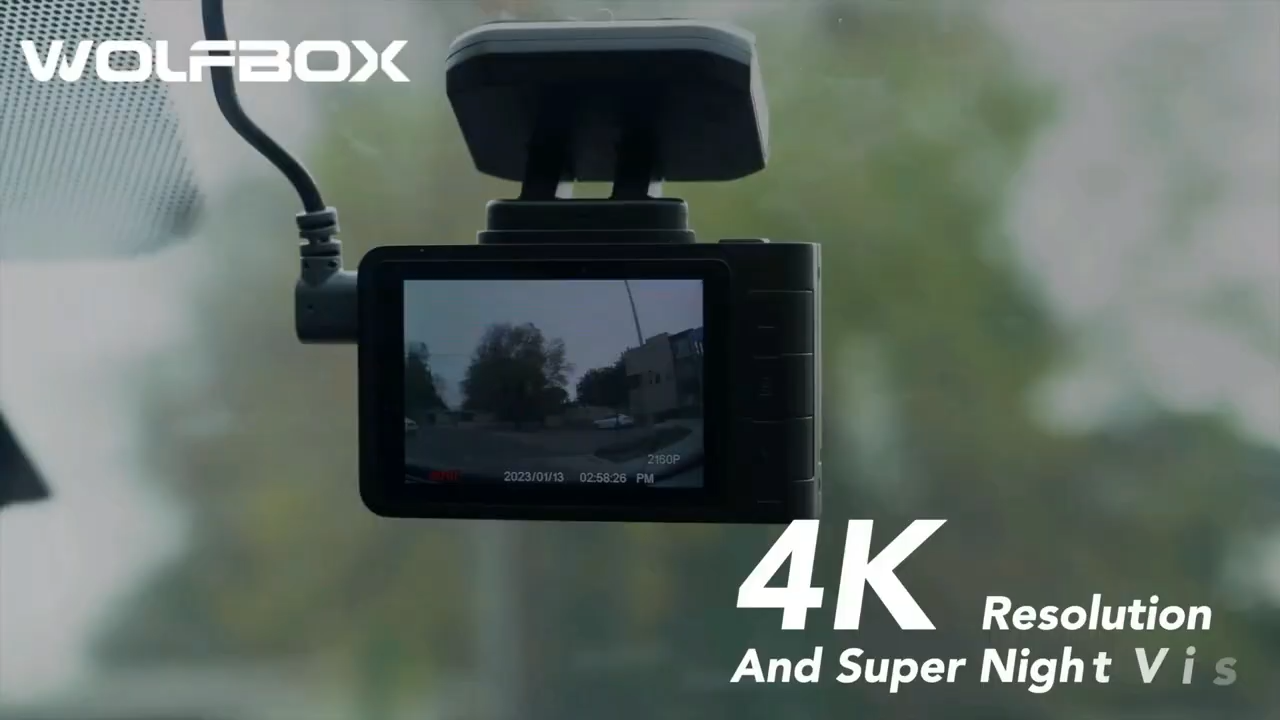 WOLFBOX
2160P
2023/01/13 02:58:26 PM
4K Resolution
And Super Night Vis